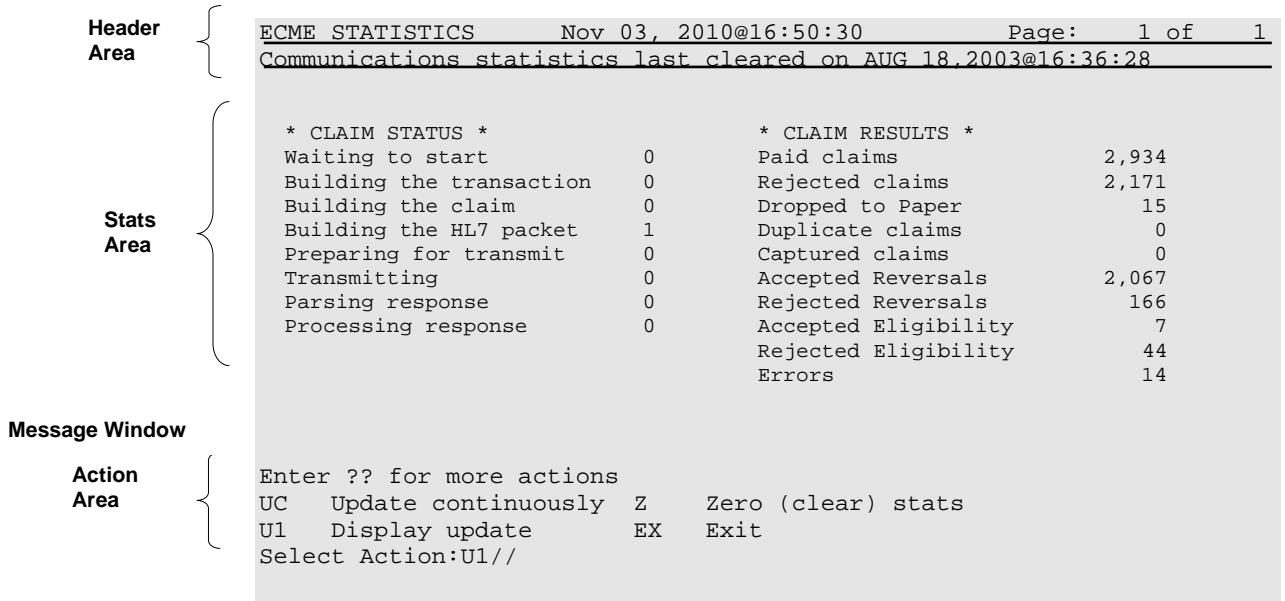 Header
Area
ECME STATISTICS Nov 03, 2010@16:50:30 Page: 1 of 1
Communications statistics last cleared on AUG 18,2003@16:36:28
Stats
Area
* CLAIM STATUS * * CLAIM RESULTS *
Waiting to start 0 Paid claims 2,934
Building the transaction 0 Rejected claims 2,171
Building the claim 0 Dropped to Paper 15
Building the HL7 packet 1 Duplicate claims 0
Preparing for transmit 0 Captured claims 0
Transmitting 0 Accepted Reversals 2,067
Parsing response 0 Rejected Reversals 166
Processing response 0 Accepted Eligibility 7
Rejected Eligibility 44
Errors 14
Message Window
Action
Area
Enter ?? for more actions
UC Update continuously Z Zero (clear) stats
U1 Display update EX Exit
Select Action:U1//